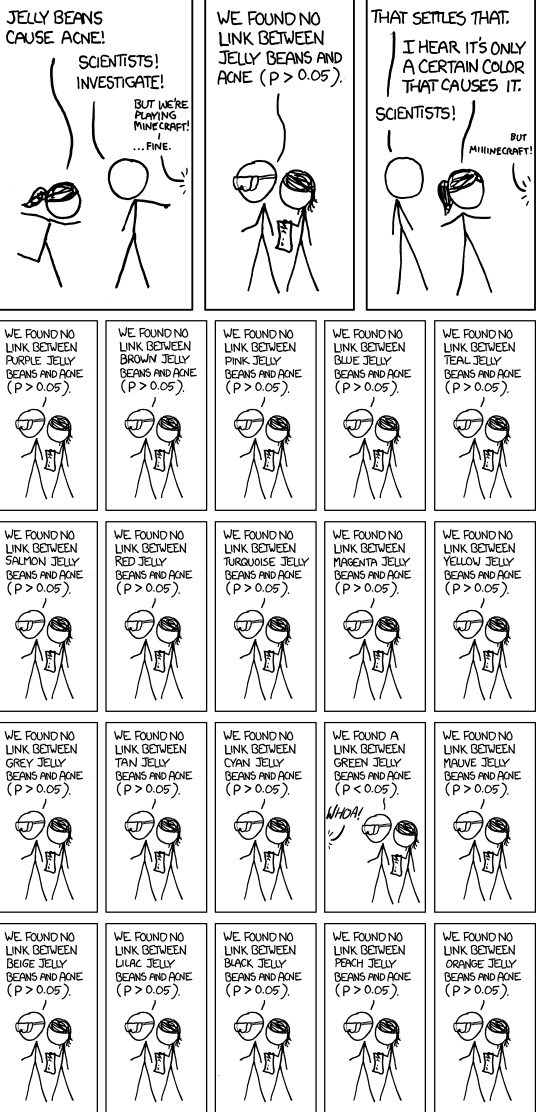 JELLY BEANS
CAUSE ACNE!
SCIENTISTS!
INVESTIGATE!
BUT WE'RE
PLAYING
MINECRAFT!
...FINE.
WE FOUND NO
LINK BETWEEN
JELLY BEANS AND
ACNE (P > 0.05).
THAT SETTLES THAT.
I HEAR IT'S ONLY
A CERTAIN COLOR
THAT CAUSES IT.
SCIENTISTS!
BUT
MIIIINECRAFT!
WE FOUND NO
LINK BETWEEN
PURPLE JELLY
BEANS AND ACNE
(P > 0.05).
WE FOUND NO
LINK BETWEEN
BROWN JELLY
BEANS AND ACNE
(P > 0.05).
WE FOUND NO
LINK BETWEEN
PINK JELLY
BEANS AND ACNE
(P > 0.05).
WE FOUND NO
LINK BETWEEN
BLUE JELLY
BEANS AND ACNE
(P > 0.05).
WE FOUND NO
LINK BETWEEN
TEAL JELLY
BEANS AND ACNE
(P > 0.05).
WE FOUND NO
LINK BETWEEN
SALMON JELLY
BEANS AND ACNE
(P > 0.05).
WE FOUND NO
LINK BETWEEN
RED JELLY
BEANS AND ACNE
(P > 0.05).
WE FOUND NO
LINK BETWEEN
TURQUOISE JELLY
BEANS AND ACNE
(P > 0.05).
WE FOUND NO
LINK BETWEEN
MAGENTA JELLY
BEANS AND ACNE
(P > 0.05).
WE FOUND NO
LINK BETWEEN
YELLOW JELLY
BEANS AND ACNE
(P > 0.05).
WE FOUND NO
LINK BETWEEN
GREY JELLY
BEANS AND ACNE
(P > 0.05).
WE FOUND NO
LINK BETWEEN
TAN JELLY
BEANS AND ACNE
(P > 0.05).
WE FOUND NO
LINK BETWEEN
CYAN JELLY
BEANS AND ACNE
(P > 0.05).
WE FOUND A
LINK BETWEEN
GREEN JELLY
BEANS AND ACNE
(P < 0.05).
WHOA!
WE FOUND NO
LINK BETWEEN
MAUVE JELLY
BEANS AND ACNE
(P > 0.05).
WE FOUND NO
LINK BETWEEN
BEIGE JELLY
BEANS AND ACNE
(P > 0.05).
WE FOUND NO
LINK BETWEEN
LILAC JELLY
BEANS AND ACNE
(P > 0.05).
WE FOUND NO
LINK BETWEEN
BLACK JELLY
BEANS AND ACNE
(P > 0.05).
WE FOUND NO
LINK BETWEEN
PEACH JELLY
BEANS AND ACNE
(P > 0.05).
WE FOUND NO
LINK BETWEEN
ORANGE JELLY
BEANS AND ACNE
(P > 0.05).